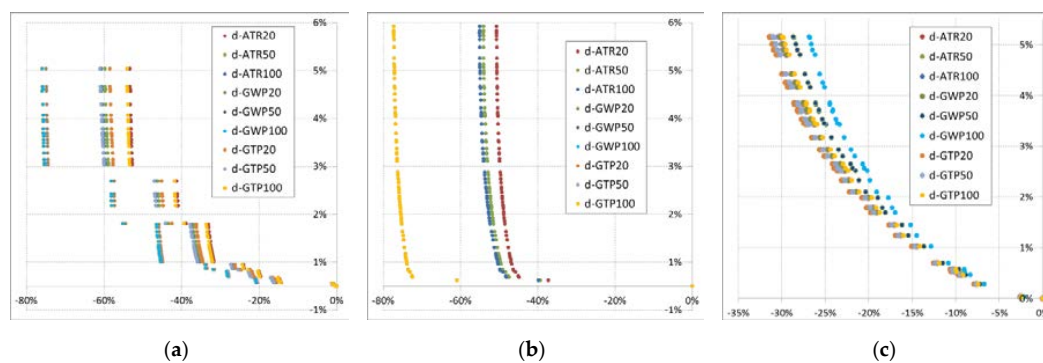 6%
5%
4%
3%
2%
1%
-1%
-80%
-60%
-40%
-20%
0%
d-ATR20
d-ATR50
d-ATR100
d-GWP20
d-GWP50
d-GWP100
d-GTP20
d-GTP50
d-GTP100
(a)
6%
5%
4%
3%
2%
1%
-1%
-80%
-60%
-40%
-20%
0%
d-ATR20
d-ATR50
d-ATR100
d-GWP20
d-GWP50
d-GWP100
d-GTP20
d-GTP50
d-GTP100
(b)
5%
4%
3%
2%
1%
0%
-35%
-30%
-25%
-20%
-15%
-10%
-5%
0%
d-ATR20
d-ATR50
d-ATR100
d-GWP20
d-GWP50
d-GWP100
d-GTP20
d-GTP50
d-GTP100
(c)